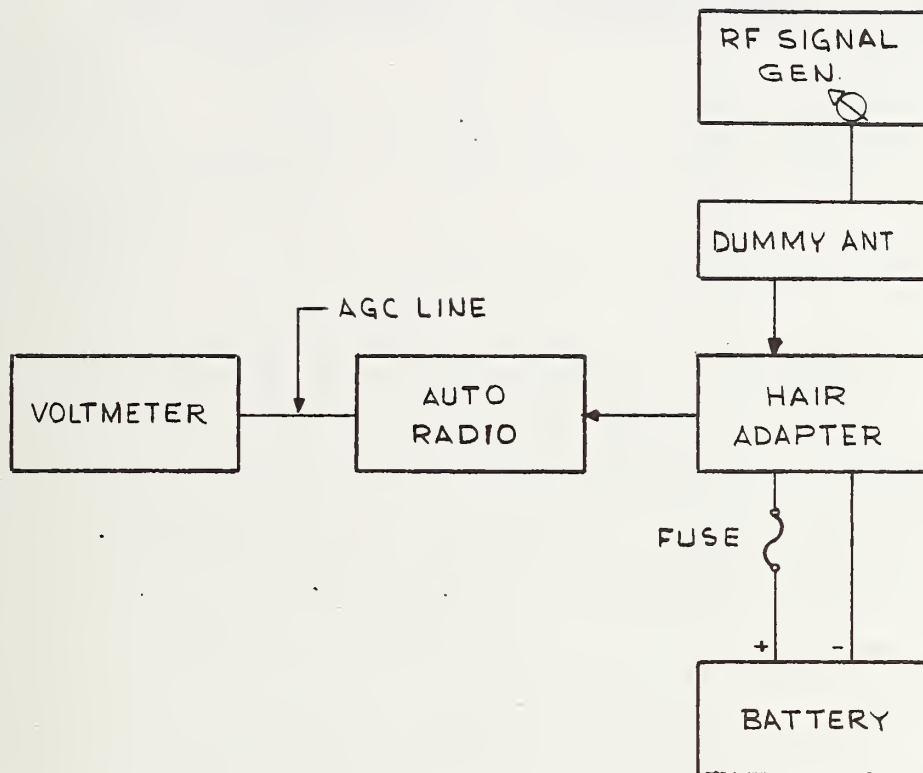 RF SIGNAL
GEN.
DUMMY ANT
AGC LINE
VOLTMETER
AUTO
RADIO
HAIR
ADAPTER
FUSE
+ -
BATTERY